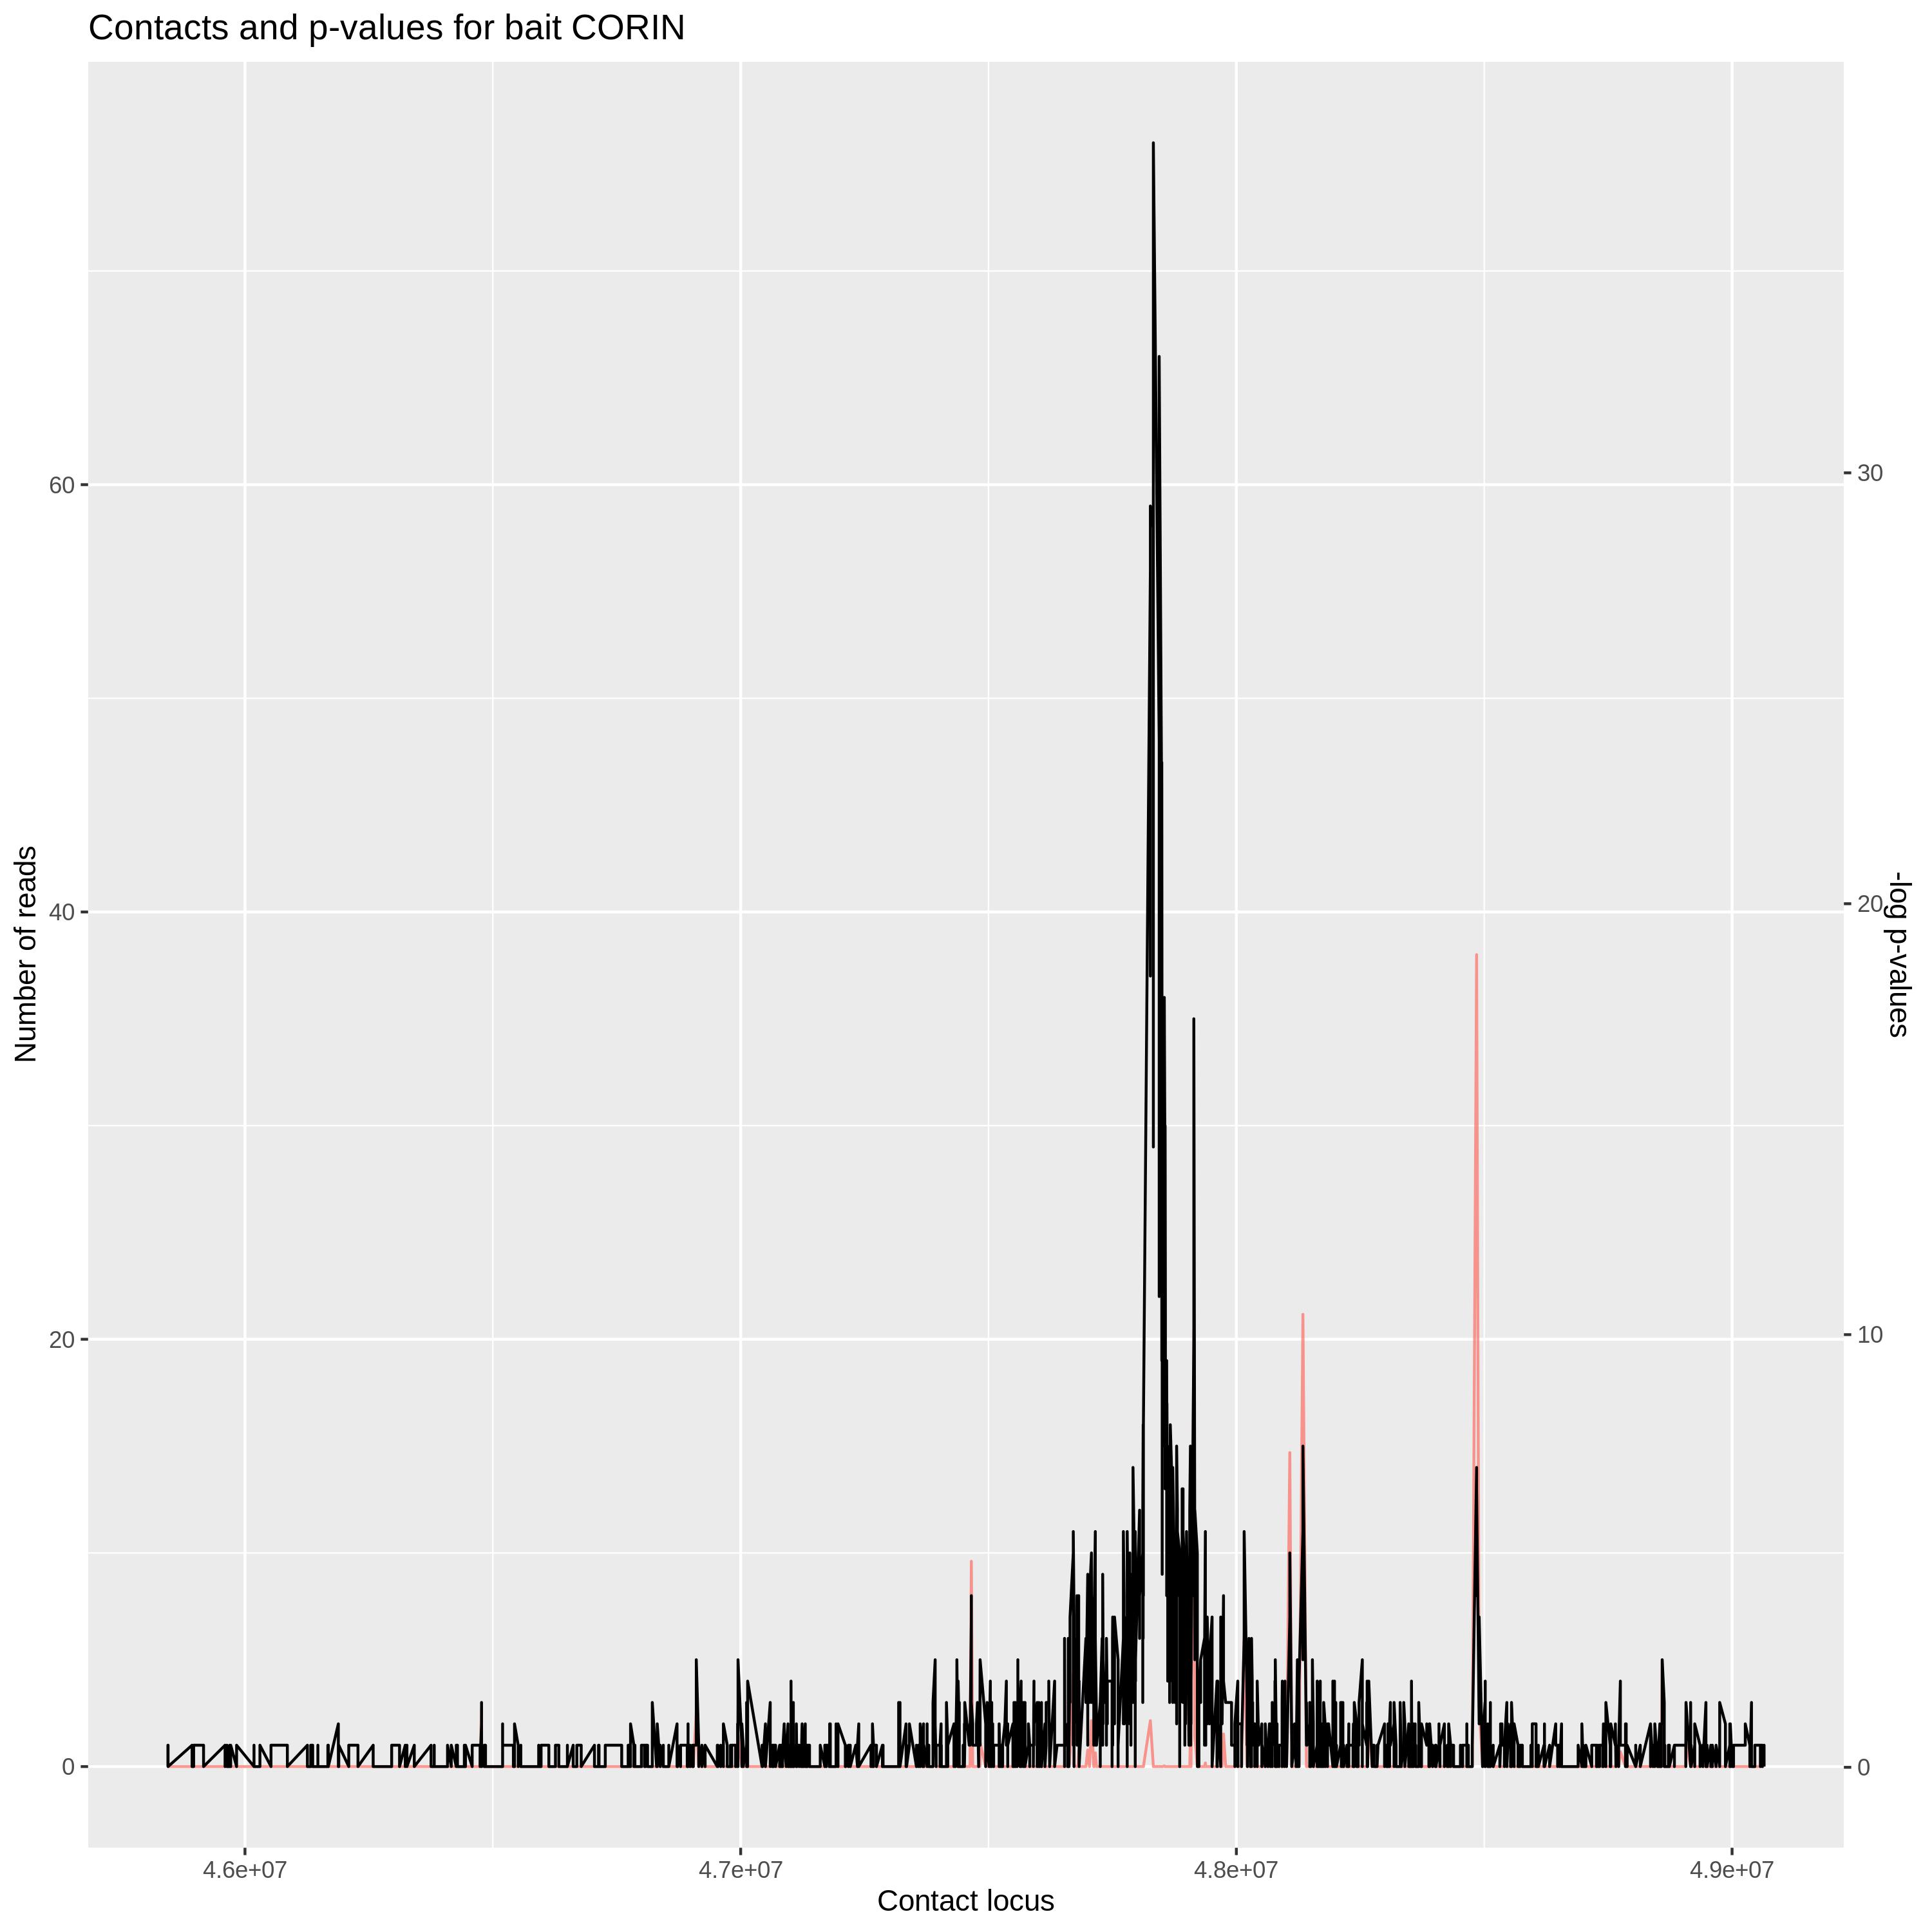 Contacts and p-values for bait CORIN
Number of reads
60
40
20
0
30
20
10
0
-log p-values
4.6e+07
4.7e+07
4.8e+07
4.9e+07
Contact locus